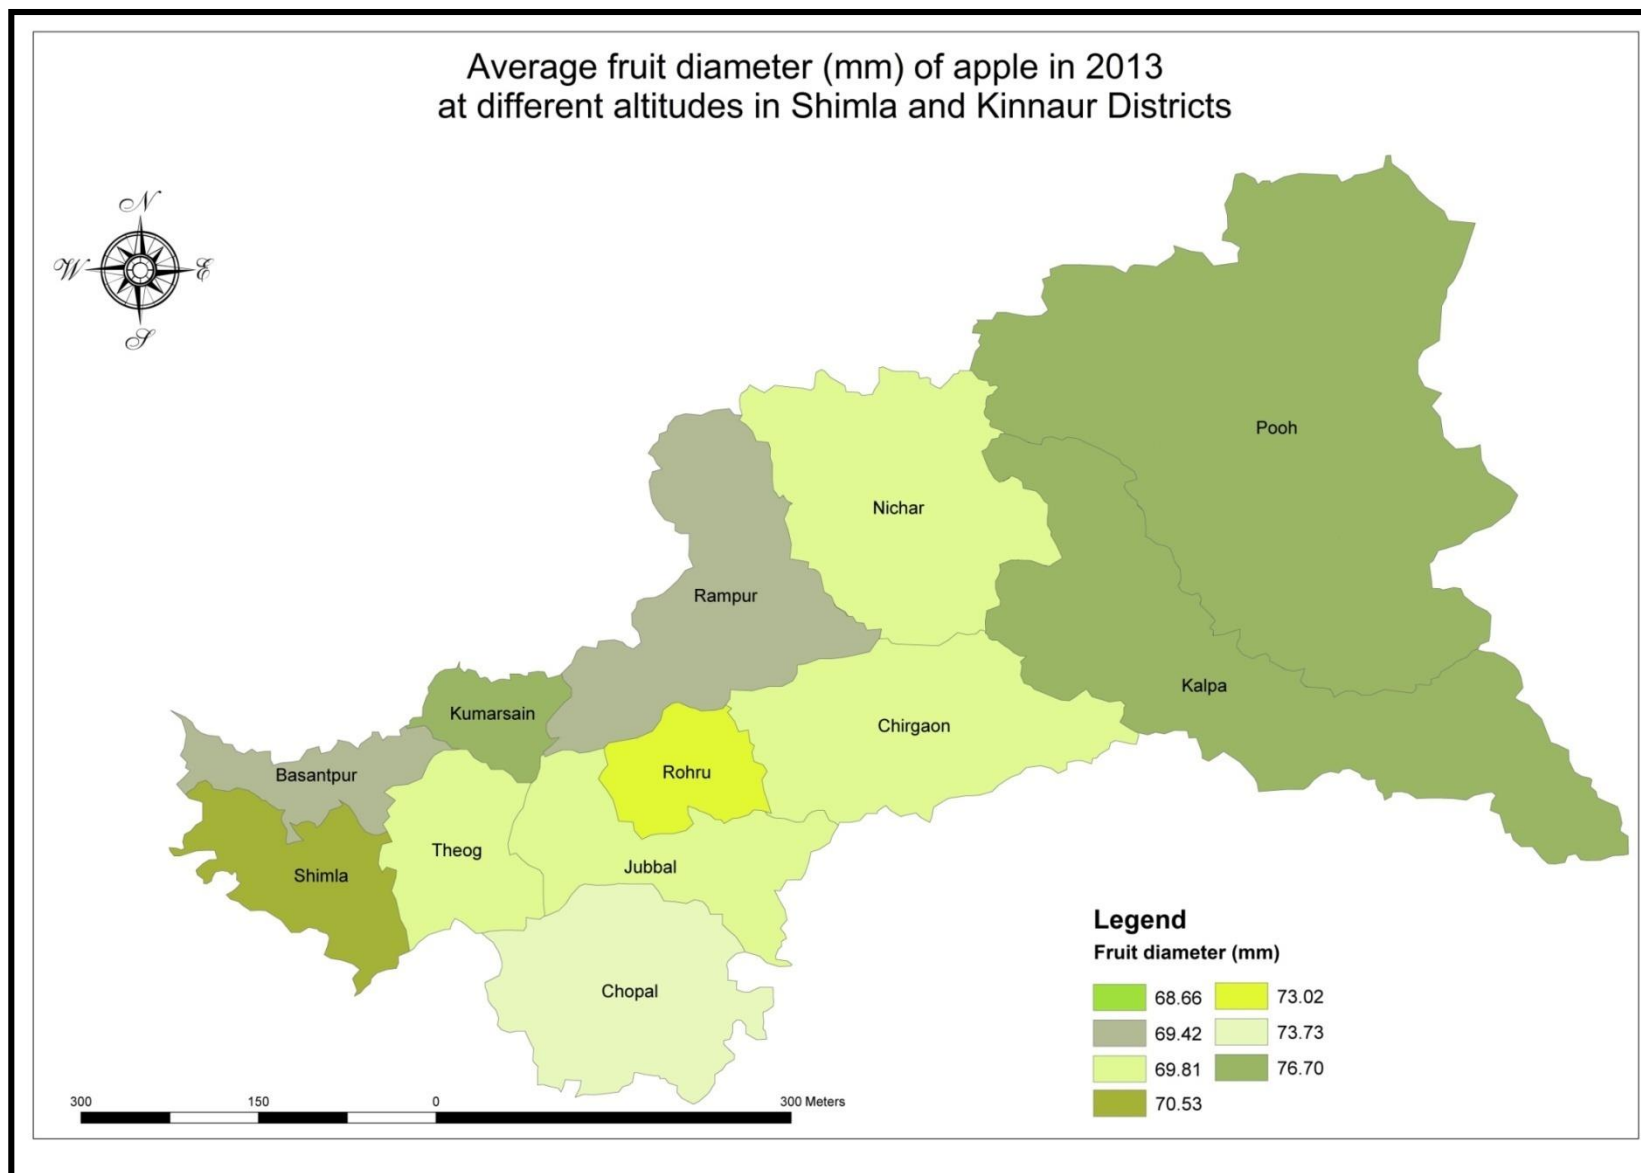 Average fruit diameter (mm) of apple in 2013
at different altitudes in Shimla and Kinnaur Districts
N
W
E
S
Pooh
Nichar
Rampur
Kalpa
Kumarsain
Chirgaon
Rohru
Basantpur
Theog
Jubbal
Shimla
Chopal
Legend
Fruit diameter (mm)
68.66
69.42
69.81
70.53
73.02
73.73
76.70
300 150 0 300 Meters